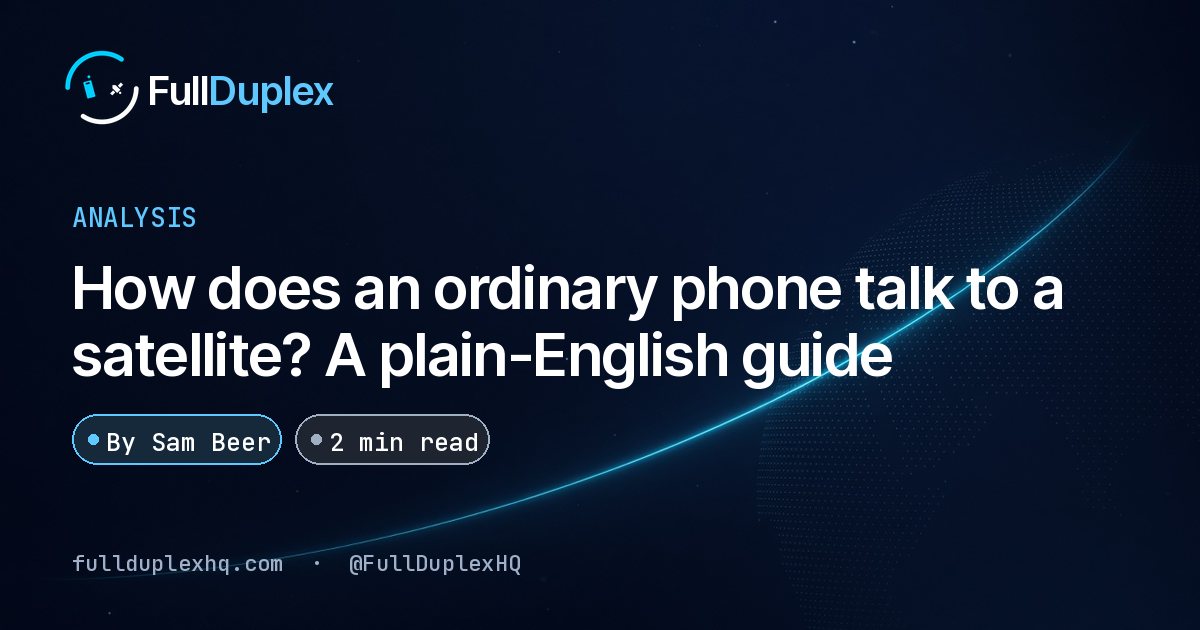 FullDuplex
ANALYSIS
How does an ordinary phone talk to a
satellite? A plain-English guide
By Sam Beer
2 min read
fullduplexhq.com · @FullDuplexHQ